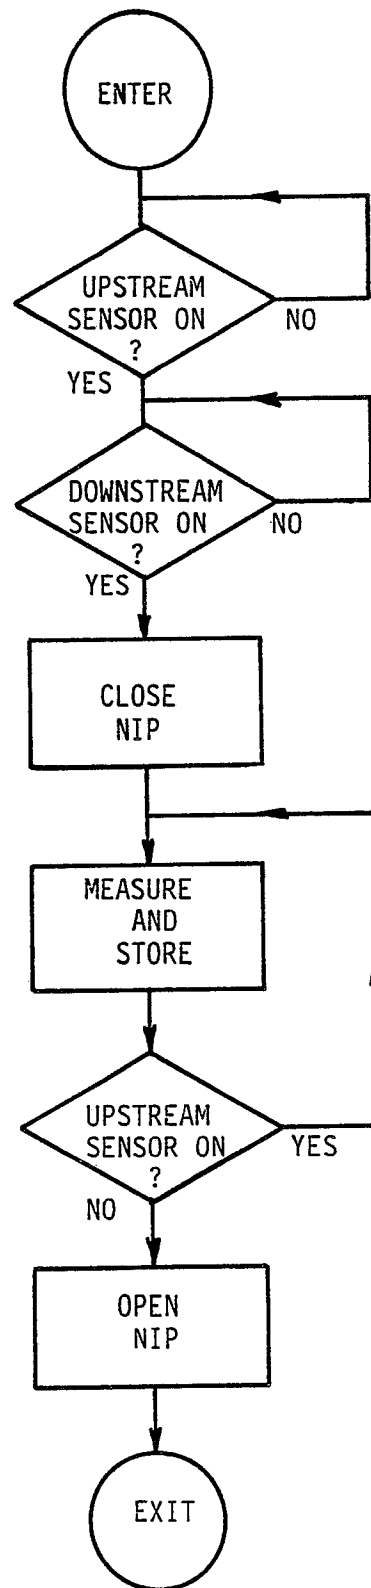 ENTER
UPSTREAM
SENSOR ON
?
NO
YES
DOWNSTREAM
SENSOR ON
?
NO
YES
CLOSE
NIP
MEASURE
AND
STORE
UPSTREAM
SENSOR ON
?
YES
NO
OPEN
NIP
EXIT